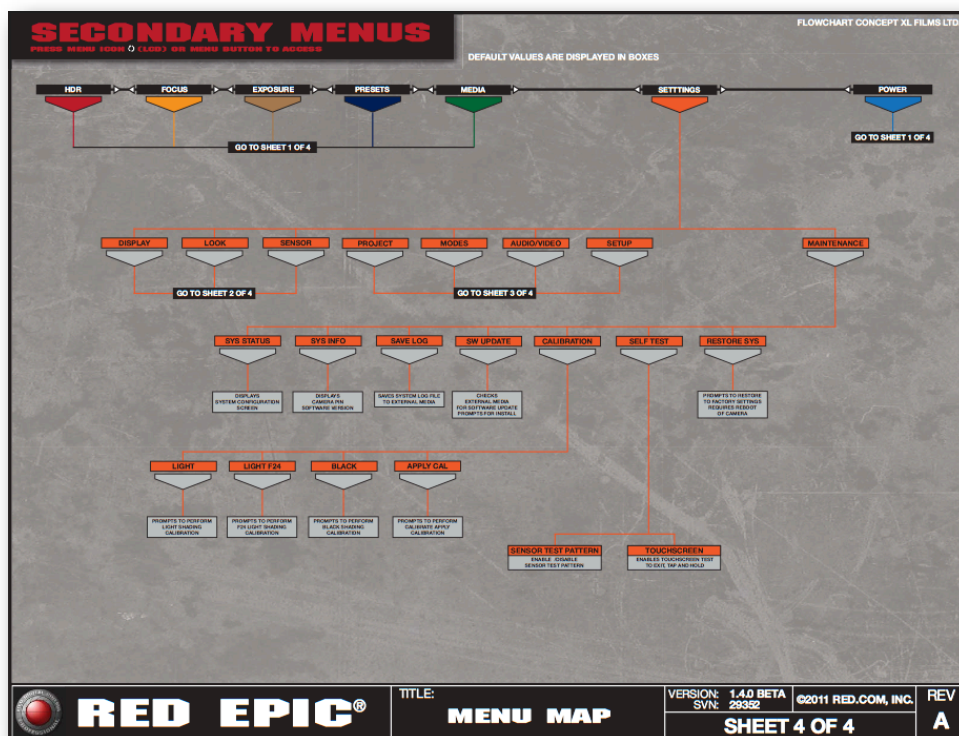 SECONDARY MENUS
PRESS MENU ICON (LCD) OR MENU BUTTON TO ACCESS
FLOWCHART CONCEPT XL FILMS LTD
DEFAULT VALUES ARE DISPLAYED IN BOXES
HDR FOCUS EXPOSURE PRESETS MEDIA SETTTINGS POWER
GO TO SHEET 1 OF 4
GO TO SHEET 1 OF 4
DISPLAY LOOK SENSOR PROJECT MODES AUDIO/VIDEO SETUP MAINTENANCE
GO TO SHEET 2 OF 4
GO TO SHEET 3 OF 4
SYS STATUS SYS INFO SAVE LOG SW UPDATE CALIBRATION SELF TEST RESTORE SYS
DISPLAYS
SYSTEM CONFIGURATION
SCREEN
DISPLAYS
CAMERA PIN
SOFTWARE VERSION
SAVES SYSTEM LOG FILE
TO EXTERNAL MEDIA
CHECKS
EXTERNAL MEDIA
FOR SOFTWARE UPDATE
PROMPTS FOR INSTALL
PROMPTS TO RESTORE
TO FACTORY SETTINGS
REQUIRES REBOOT
OF CAMERA
LIGHT LIGHT F24 BLACK APPLY CAL
PROMPTS TO PERFORM
LIGHT SHADING
CALIBRATION
PROMPTS TO PERFORM
F24 LIGHT SHADING
CALIBRATION
PROMPTS TO PERFORM
BLACK SHADING
CALIBRATION
PROMPTS TO PERFORM
CALIBRATE APPLY
CALIBRATION
SENSOR TEST PATTERN
ENABLE /DISABLE
SENSOR TEST PATTERN
TOUCHSCREEN
ENABLES TOUCHSCREEN TEST
TO EXIT, TAP AND HOLD
RED EPIC®
TITLE:
MENU MAP
VERSION: 1.4.0 BETA
SVN: 29352
©2011 RED.COM, INC.
SHEET 4 OF 4
REV
A